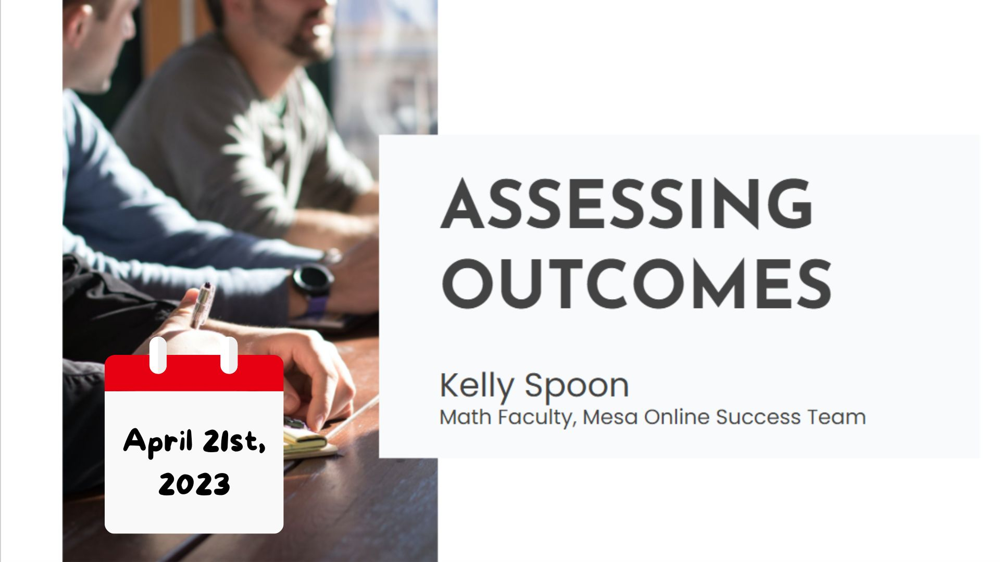 ASSESSING
OUTCOMES
Kelly Spoon
Math Faculty, Mesa Online Success Team
April 21st,
2023